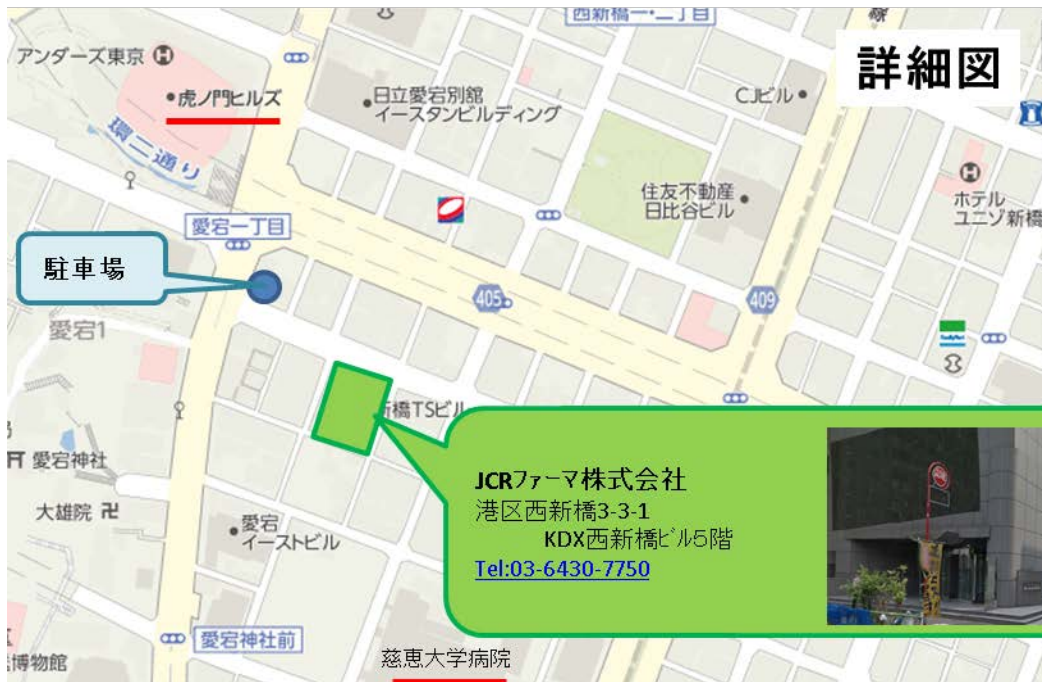 西新橋一・二丁目
詳細図
アンダーズ東京
虎ノ門ヒルズ
日立愛宕別館
イースタンビルディング
CJビル
環二通り
住友不動産
日比谷ビル
ホテル
ユニゾ新橋
愛宕一丁目
駐車場
405
409
愛宕1
FamilyMart
新橋TSビル
愛宕神社
大雄院
愛宕
イーストビル
JCRファーマ株式会社
港区西新橋3-3-1
KDX西新橋ビル5階
Tel:03-6430-7750
愛宕神社前
慈恵大学病院
博物館